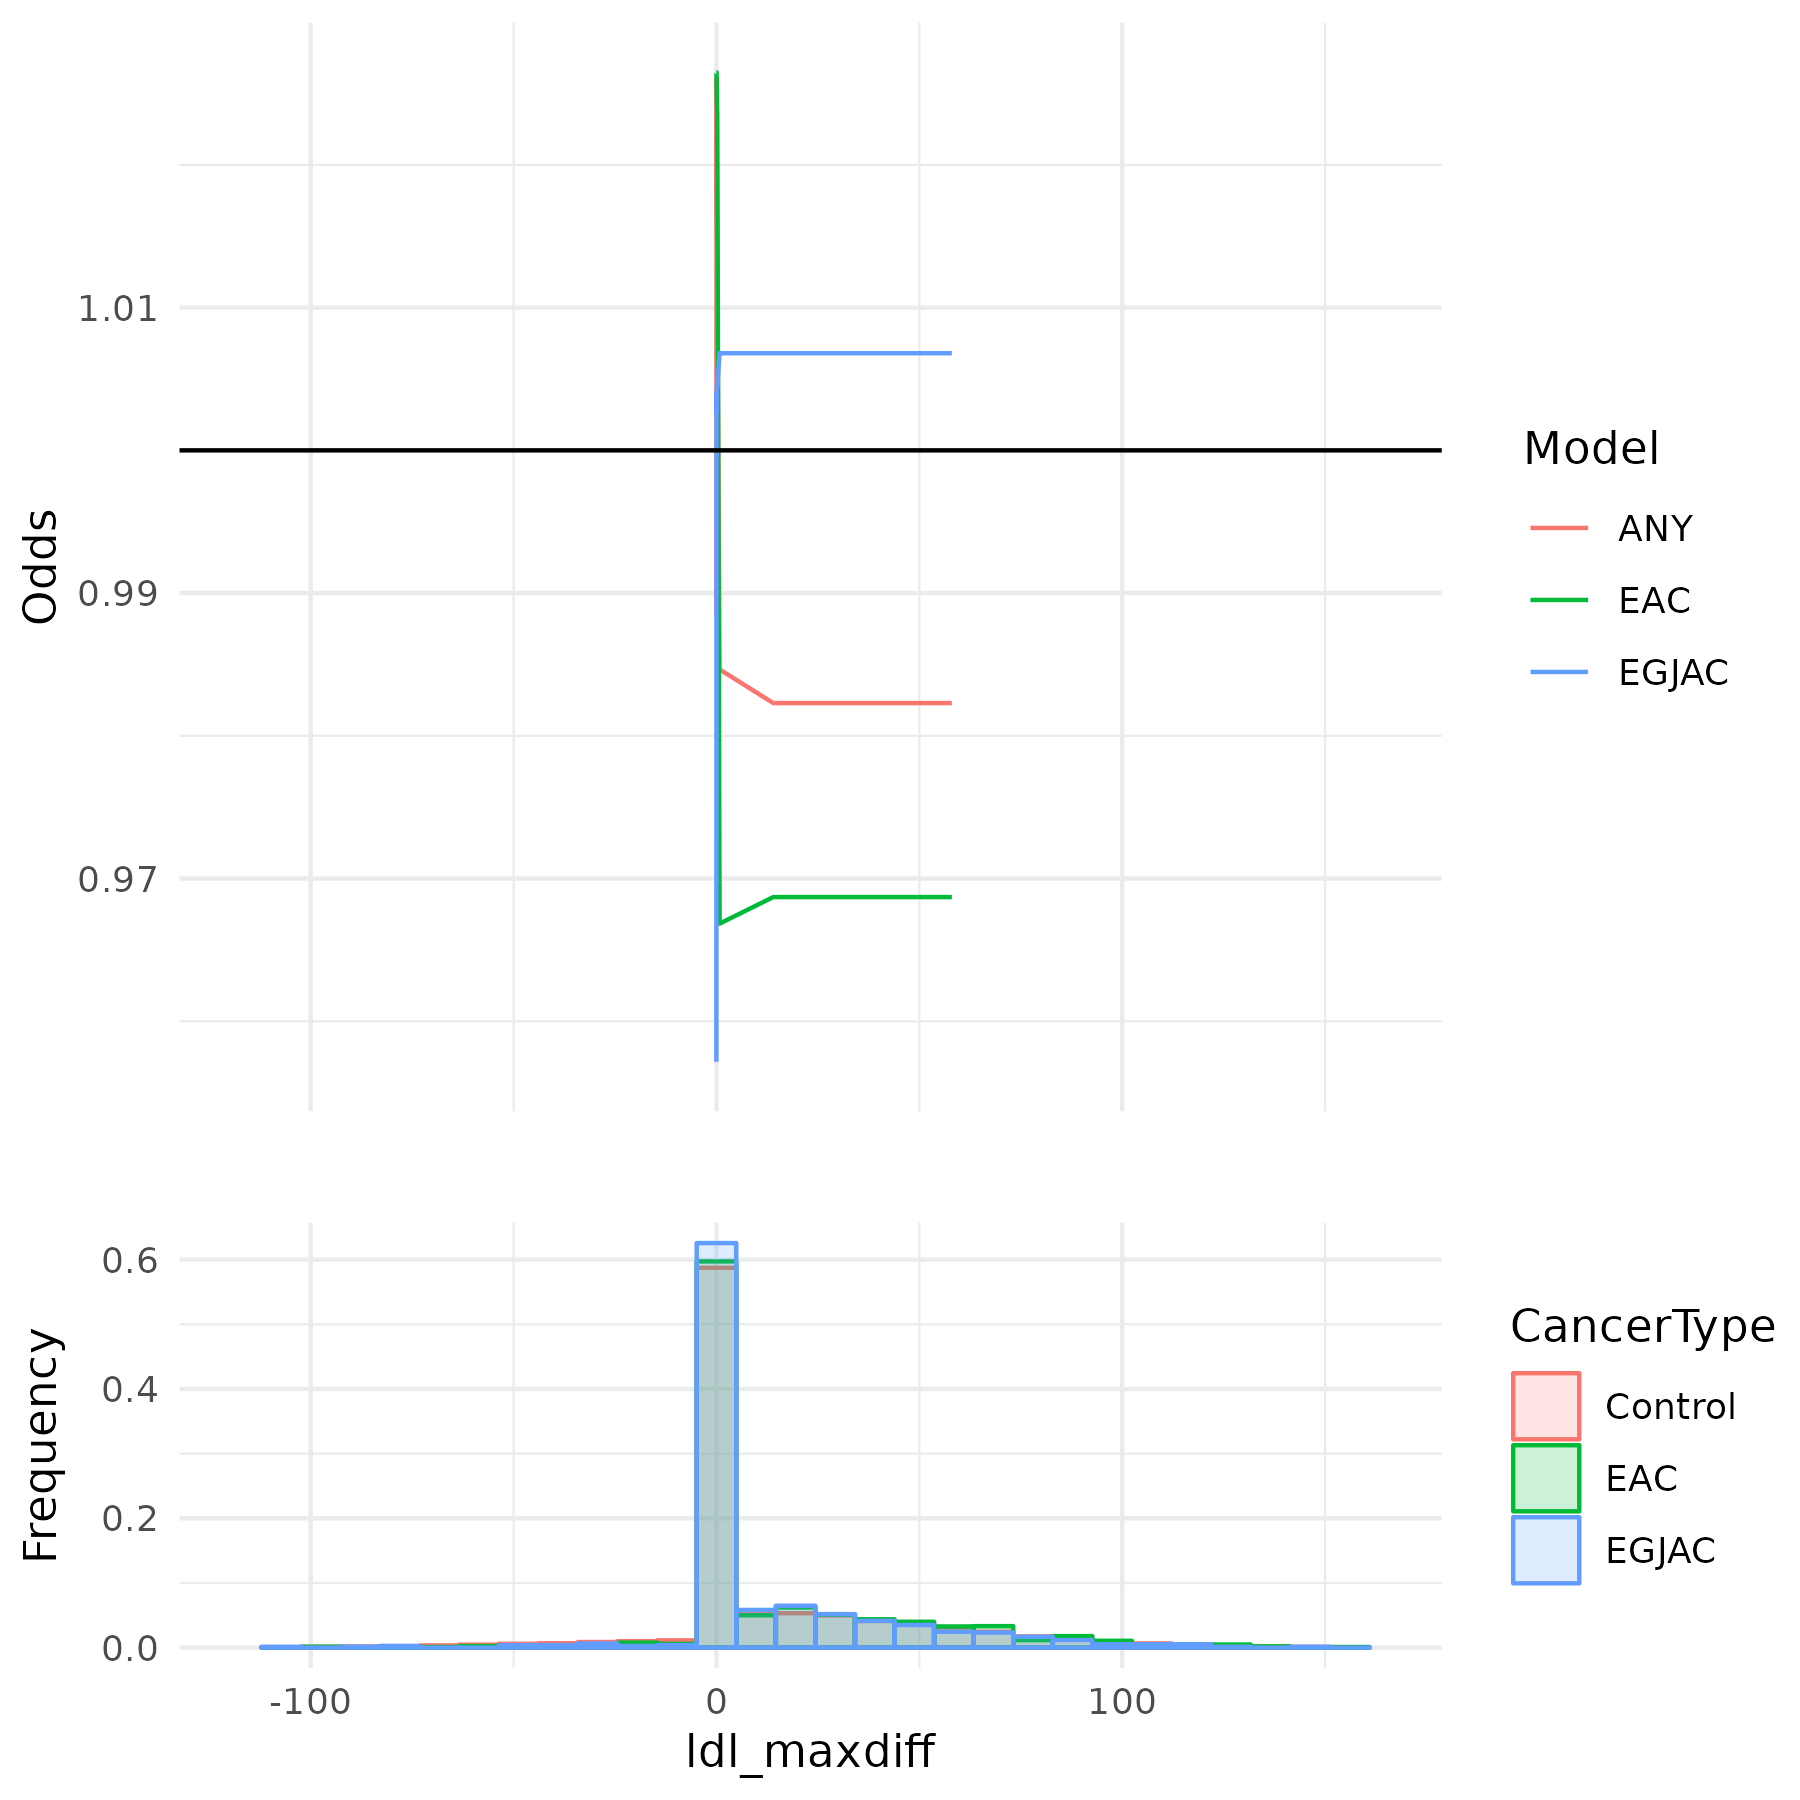 1.01
0.99
0.97
Odds
Model
ANY
EAC
EGJAC
0.6
0.4
0.2
0.0
Frequency
-100
0
100
ldl_maxdiff
CancerType
Control
EAC
EGJAC